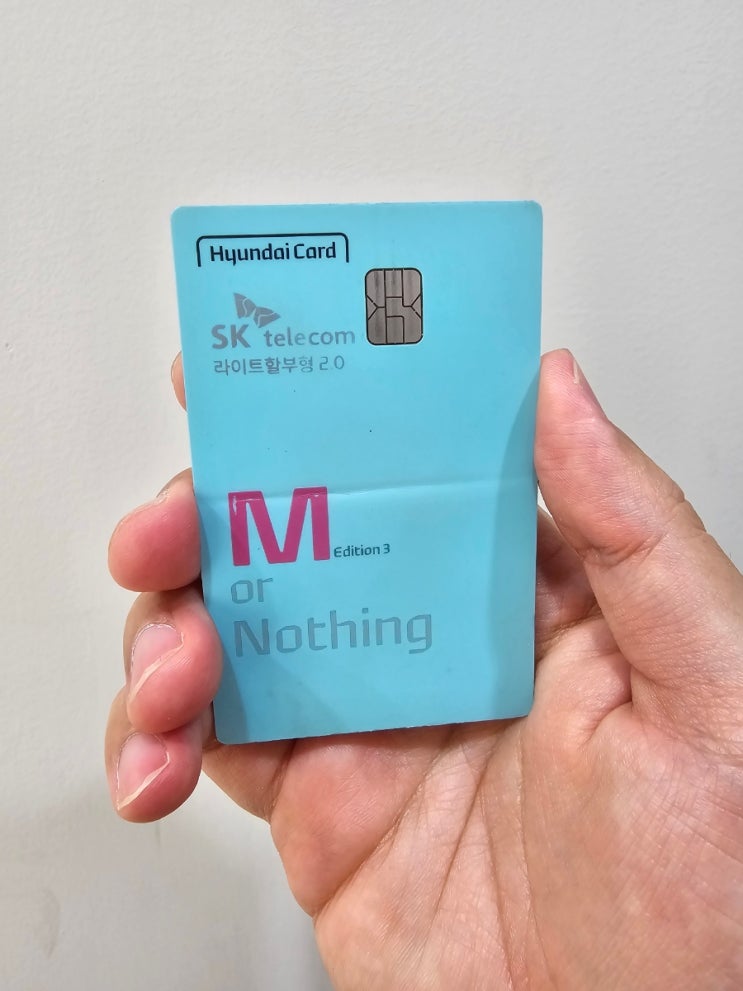 Hyundai Card
SK telecom
라이트할부형 2.0
M Edition 3
or
Nothing